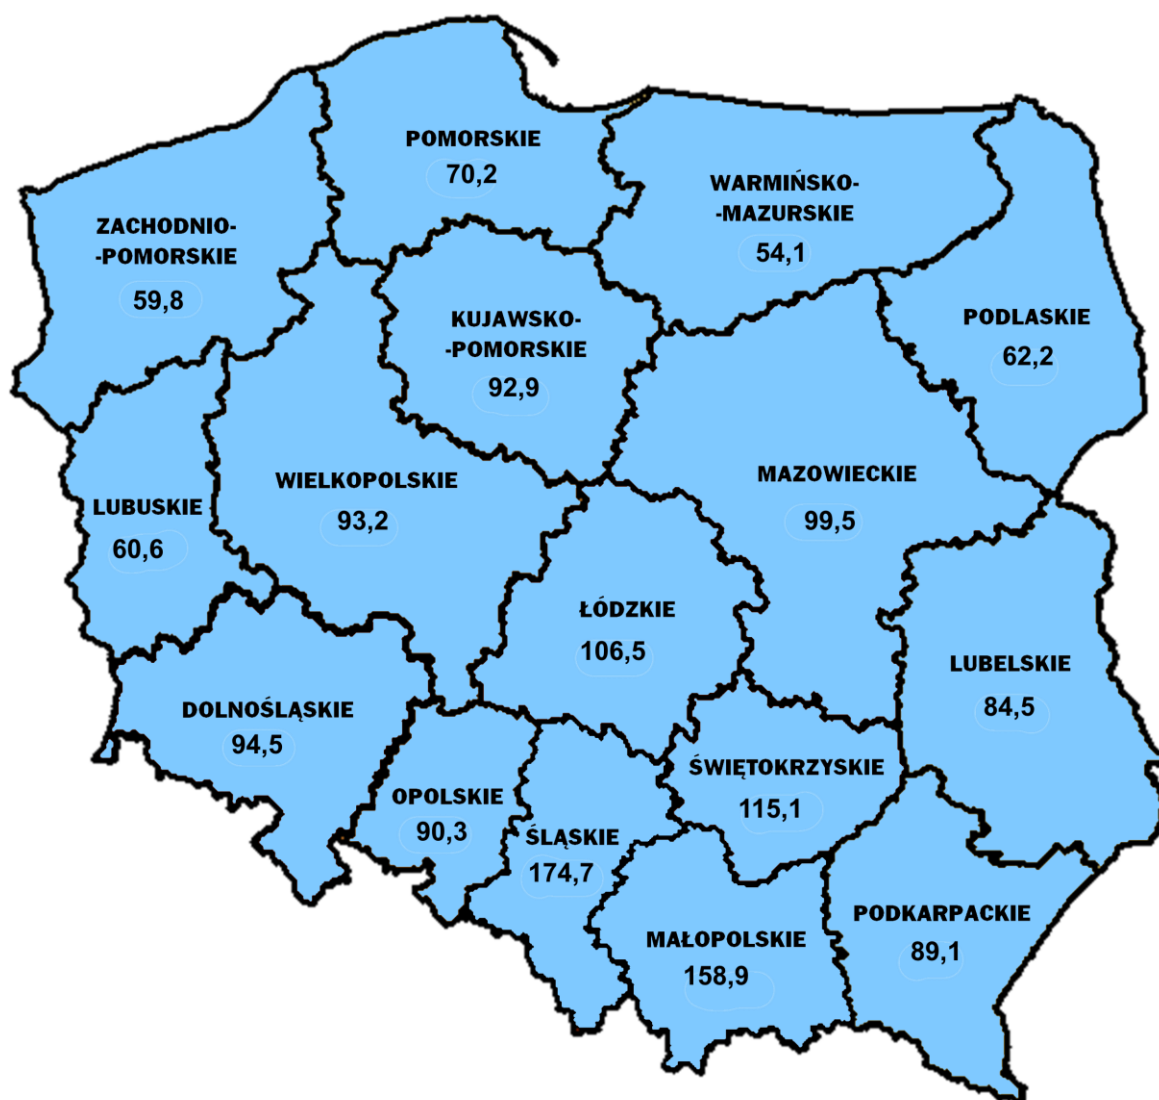 POMORSKIE
70,2
WARMIŃSKO-
-MAZURSKIE
54,1
ZACHODNIO-
-POMORSKIE
59,8
KUJAWSKO-
-POMORSKIE
92,9
PODLASKIE
62,2
LUBUSKIE
60,6
WIELKOPOLSKIE
93,2
MAZOWIECKIE
99,5
ŁÓDZKIE
106,5
LUBELSKIE
84,5
DOLNOŚLĄSKIE
94,5
OPOLSKIE
90,3
ŚLĄSKIE
174,7
ŚWIĘTOKRZYSKIE
115,1
MAŁOPOLSKIE
158,9
PODKARPACKIE
89,1